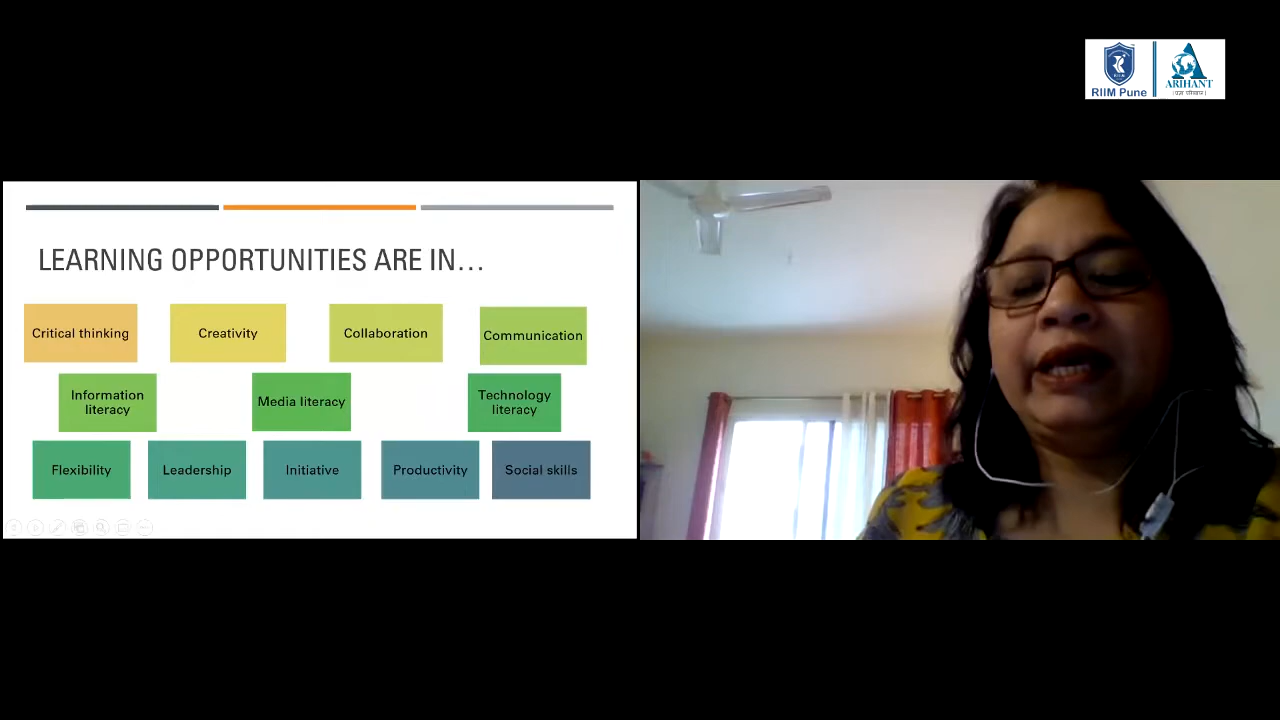 RIIM Pune
ARIHANT
LEARNING OPPORTUNITIES ARE IN...
Critical thinking
Creativity
Collaboration
Communication
Information
literacy
Media literacy
Technology
literacy
Flexibility
Leadership
Initiative
Productivity
Social skills